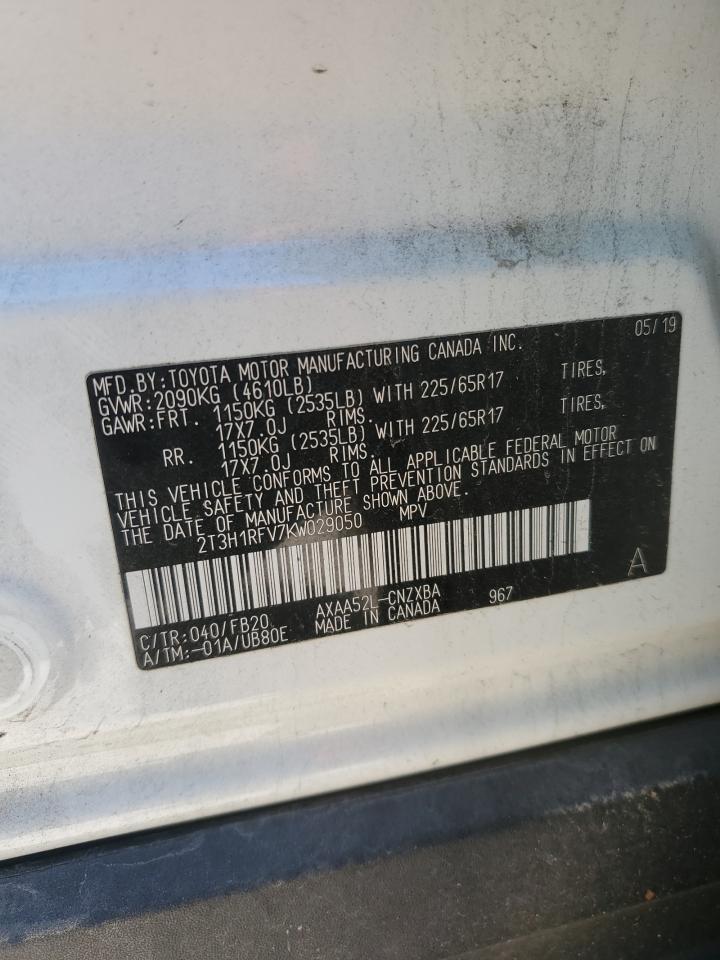 05/19
MFD.BY:TOYOTA MOTOR MANUFACTURING CANADA INC.
GVWR:2090KG (4610LB)
GAWR:FRT. 1150KG (2535LB) WITH 225/65R17 TIRES,
17X7.0J RIMS.
RR. 1150KG (2535LB) WITH 225/65R17 TIRES,
17X7.0J RIMS.
THIS VEHICLE CONFORMS TO ALL APPLICABLE FEDERAL MOTOR
VEHICLE SAFETY AND THEFT PREVENTION STANDARDS IN EFFECT ON
THE DATE OF MANUFACTURE SHOWN ABOVE.
2T3H1RFV7KW029050 MPV
A
C/TR:040/FB20 AXAA52L-CNZXBA 967
A/TM:-01A/UB80E MADE IN CANADA